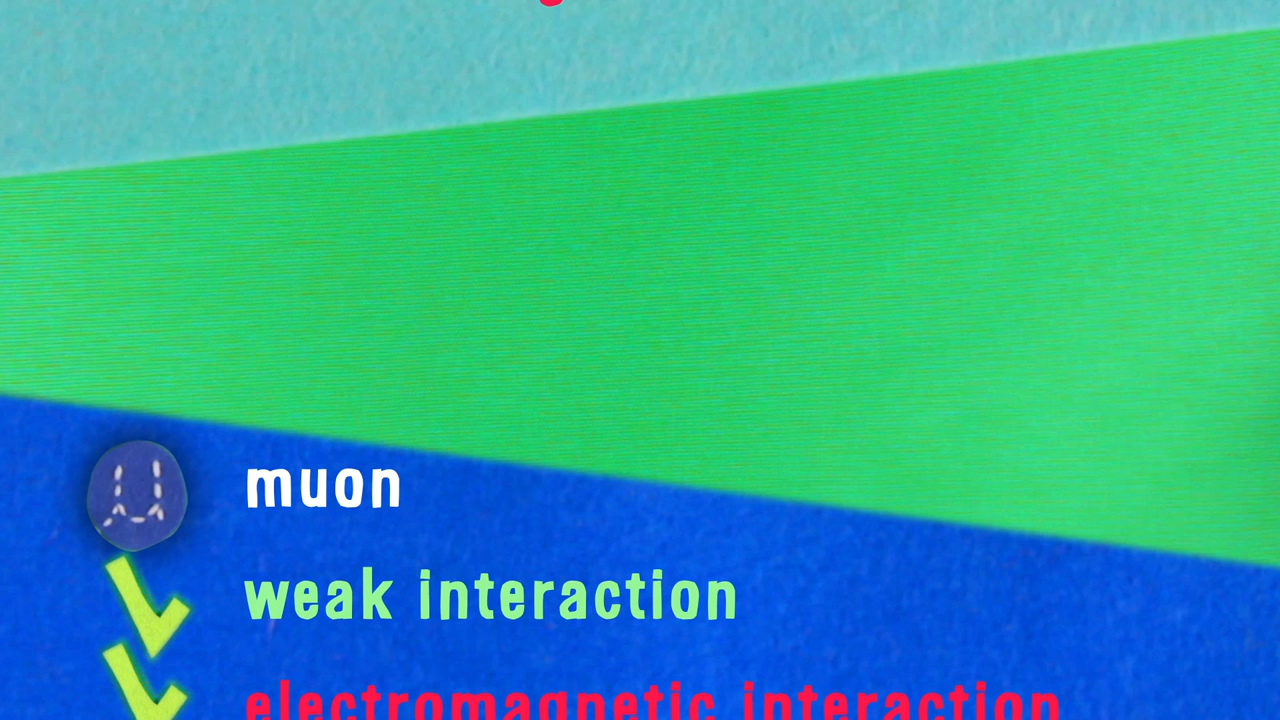 μ muon
weak interaction
electromagnetic interaction